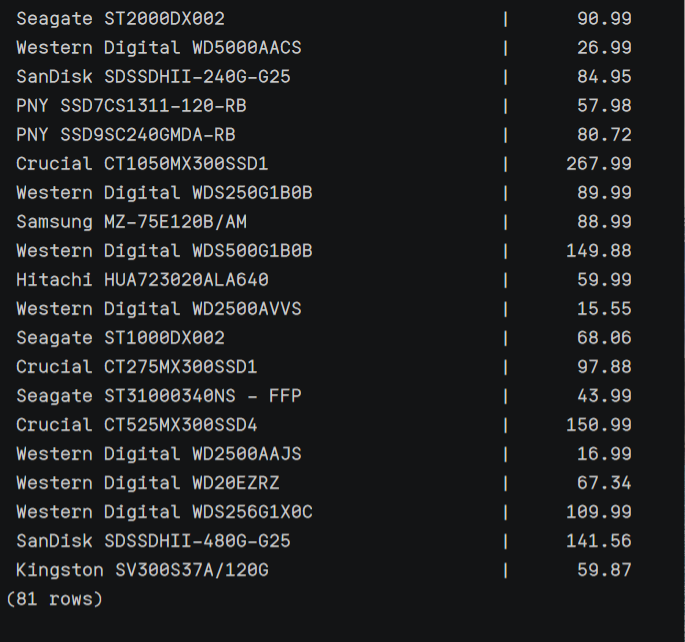 Seagate ST2000DX002 | 90.99
Western Digital WD5000AACS | 26.99
SanDisk SDSSDHII-240G-G25 | 84.95
PNY SSD7CS1311-120-RB | 57.98
PNY SSD9SC240GMDA-RB | 80.72
Crucial CT1050MX300SSD1 | 267.99
Western Digital WDS250G1B0B | 89.99
Samsung MZ-75E120B/AM | 88.99
Western Digital WDS500G1B0B | 149.88
Hitachi HUA723020ALA640 | 59.99
Western Digital WD2500AVVS | 15.55
Seagate ST1000DX002 | 68.06
Crucial CT275MX300SSD1 | 97.88
Seagate ST31000340NS - FFP | 43.99
Crucial CT525MX300SSD4 | 150.99
Western Digital WD2500AAJS | 16.99
Western Digital WD20EZRZ | 67.34
Western Digital WDS256G1X0C | 109.99
SanDisk SDSSDHII-480G-G25 | 141.56
Kingston SV300S37A/120G | 59.87
(81 rows)